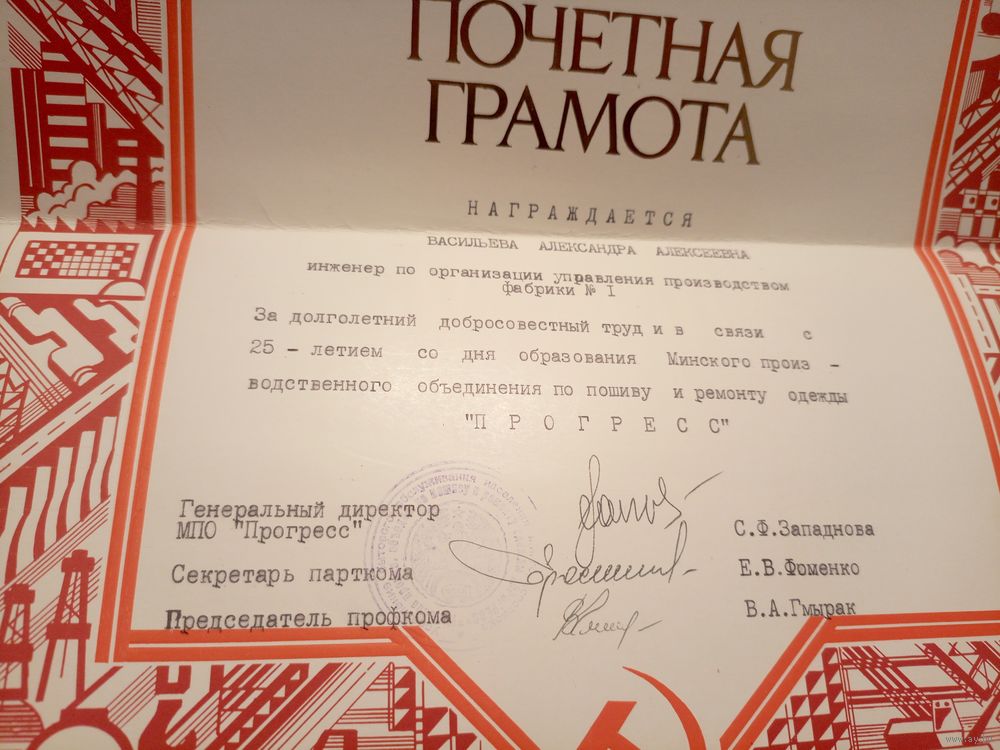 ПОЧЕТНАЯ
ГРАМОТА
НАГРАЖДАЕТСЯ
ВАСИЛЬЕВА АЛЕКСАНДРА АЛЕКСЕЕВНА
инженер по организации управления производством
фабрики № I
За долголетний добросовестный труд и в связи с
25 - летием со дня образования Минского произ -
водственного объединения по пошиву и ремонту одежды
"П Р О Г Р Е С С"
Генеральный директор
МПО "Прогресс"
С.Ф.Западнова
Секретарь парткома
Е.В.Фоменко
Председатель профкома
В.А.Гмырак